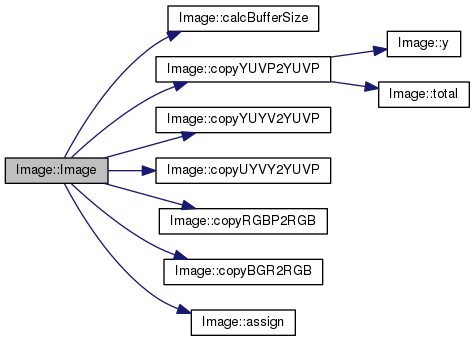 Image::calcBufferSize
Image::y
Image::copyYUVP2YUVP
Image::total
Image::copyYUYV2YUVP
Image::Image
Image::copyUYVY2YUVP
Image::copyRGBP2RGB
Image::copyBGR2RGB
Image::assign